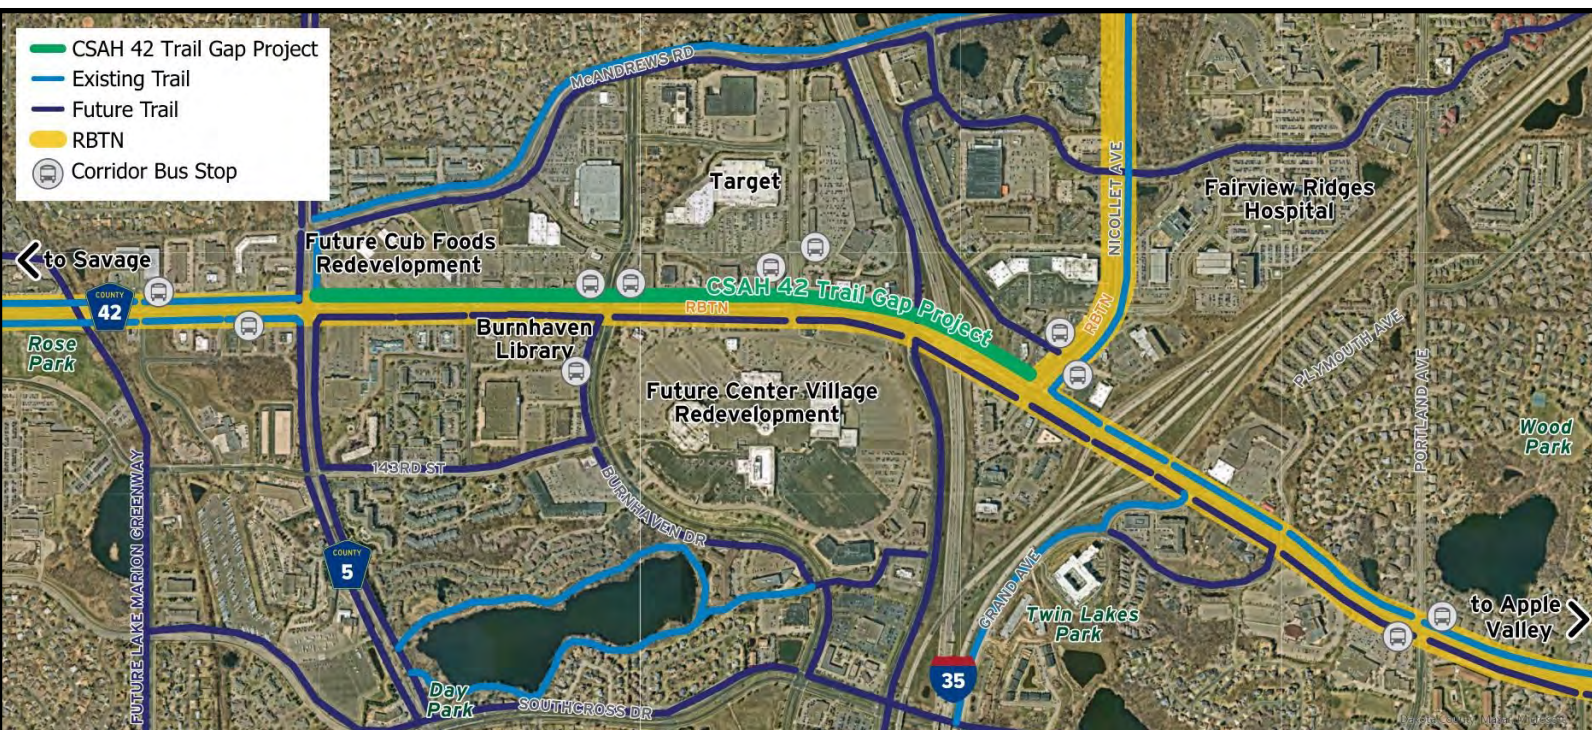 CSAH 42 Trail Gap Project
Existing Trail
Future Trail
RBTN
Corridor Bus Stop
McANDREWS RD
Target
NICOLLET AVE
Fairview Ridges
Hospital
to Savage
Future Cub Foods
Redevelopment
COUNTY
42
CSAH 42 Trail Gap Project
RBTN
RBTN
Rose
Park
Burnhaven
Library
Future Center Village
Redevelopment
PLYMOUTH AVE
PORTLAND AVE
Wood
Park
143RD ST
BURNHAVEN DR
FUTURE LAKE MARION GREENWAY
COUNTY
5
GRAND AVE
Twin Lakes
Park
to Apple
Valley
35
Day
Park
SOUTHCROSS DR